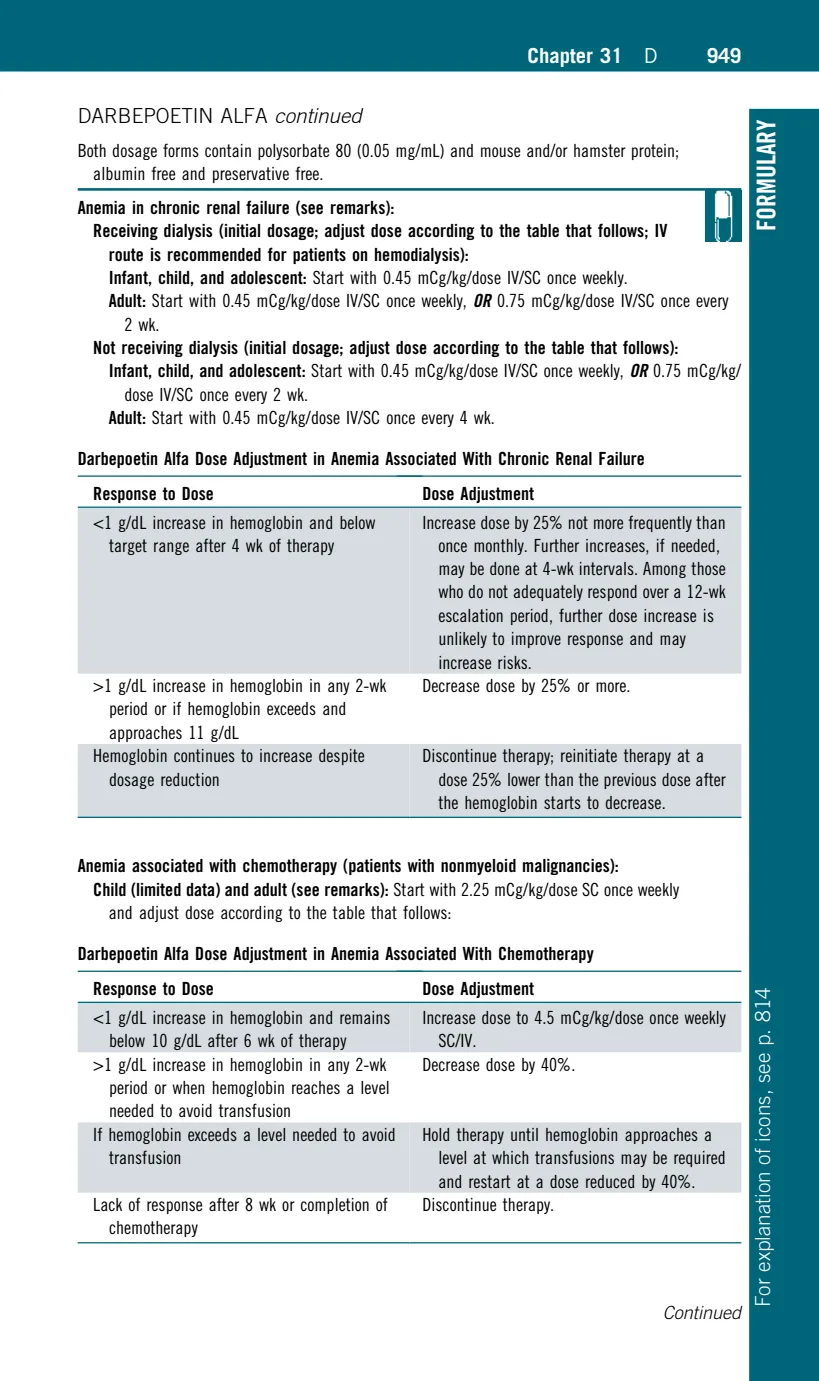 Chapter 31 D 949
DARBEPOETIN ALFA continued
Both dosage forms contain polysorbate 80 (0.05 mg/mL) and mouse and/or hamster protein;
albumin free and preservative free.
Anemia in chronic renal failure (see remarks):
Receiving dialysis (initial dosage; adjust dose according to the table that follows; IV
route is recommended for patients on hemodialysis):
Infant, child, and adolescent: Start with 0.45 mCg/kg/dose IV/SC once weekly.
Adult: Start with 0.45 mCg/kg/dose IV/SC once weekly, OR 0.75 mCg/kg/dose IV/SC once every
2 wk.
Not receiving dialysis (initial dosage; adjust dose according to the table that follows):
Infant, child, and adolescent: Start with 0.45 mCg/kg/dose IV/SC once weekly, OR 0.75 mCg/kg/
dose IV/SC once every 2 wk.
Adult: Start with 0.45 mCg/kg/dose IV/SC once every 4 wk.
Darbepoetin Alfa Dose Adjustment in Anemia Associated With Chronic Renal Failure
Response to Dose Dose Adjustment
<1 g/dL increase in hemoglobin and below Increase dose by 25% not more frequently than
target range after 4 wk of therapy once monthly. Further increases, if needed,
may be done at 4-wk intervals. Among those
who do not adequately respond over a 12-wk
escalation period, further dose increase is
unlikely to improve response and may
increase risks.
>1 g/dL increase in hemoglobin in any 2-wk Decrease dose by 25% or more.
period or if hemoglobin exceeds and
approaches 11 g/dL
Hemoglobin continues to increase despite Discontinue therapy; reinitiate therapy at a
dosage reduction dose 25% lower than the previous dose after
the hemoglobin starts to decrease.
Anemia associated with chemotherapy (patients with nonmyeloid malignancies):
Child (limited data) and adult (see remarks): Start with 2.25 mCg/kg/dose SC once weekly
and adjust dose according to the table that follows:
Darbepoetin Alfa Dose Adjustment in Anemia Associated With Chemotherapy
Response to Dose Dose Adjustment
<1 g/dL increase in hemoglobin and remains Increase dose to 4.5 mCg/kg/dose once weekly
below 10 g/dL after 6 wk of therapy SC/IV.
>1 g/dL increase in hemoglobin in any 2-wk Decrease dose by 40%.
period or when hemoglobin reaches a level
needed to avoid transfusion
If hemoglobin exceeds a level needed to avoid Hold therapy until hemoglobin approaches a
transfusion level at which transfusions may be required
and restart at a dose reduced by 40%.
Lack of response after 8 wk or completion of Discontinue therapy.
chemotherapy
Continued
FORMULARY
For explanation of icons, see p. 814